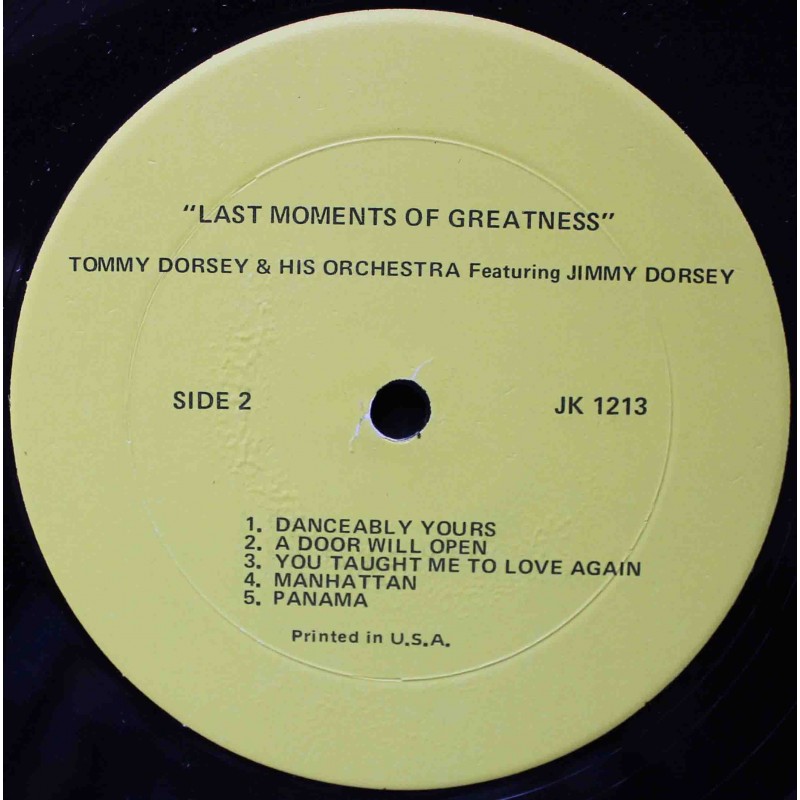 "LAST MOMENTS OF GREATNESS"
TOMMY DORSEY & HIS ORCHESTRA Featuring JIMMY DORSEY
SIDE 2
JK 1213
1. DANCEABLY YOURS
2. A DOOR WILL OPEN
3. YOU TAUGHT ME TO LOVE AGAIN
4. MANHATTAN
5. PANAMA
Printed in U.S.A.